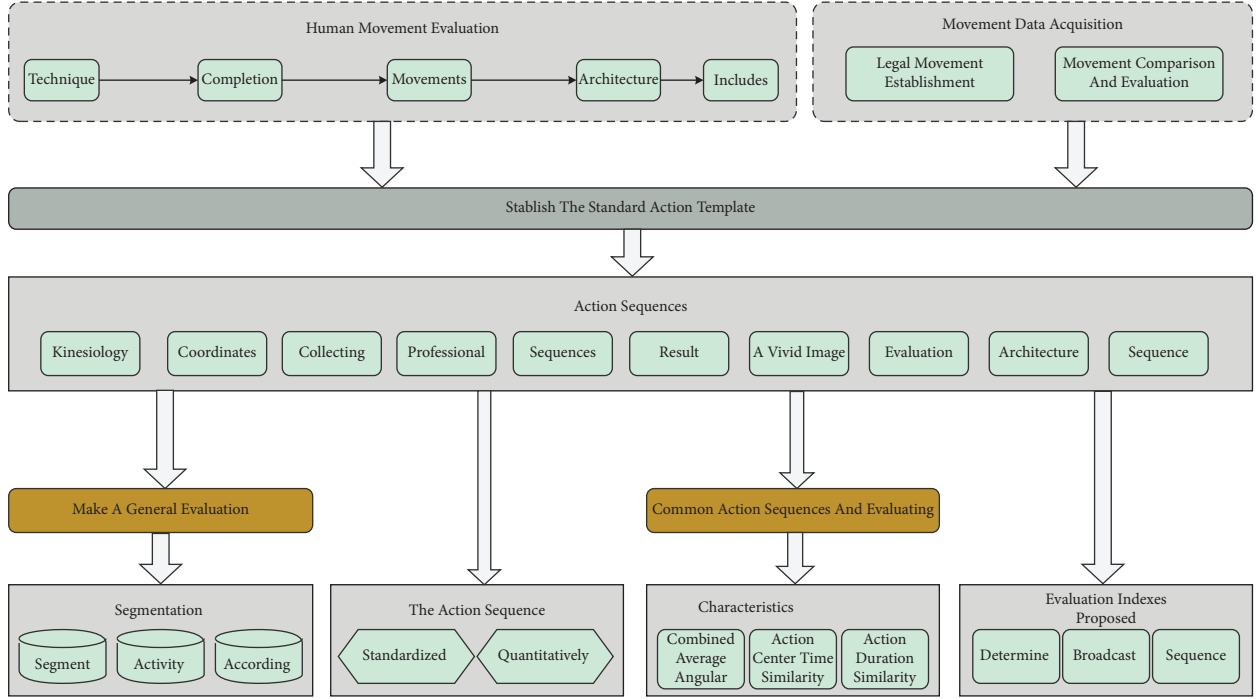 Human Movement Evaluation
Technique
Completion
Movements
Architecture
Includes
Movement Data Acquisition
Legal Movement
Establishment
Movement Comparison
And Evaluation
Stablish The Standard Action Template
Action Sequences
Kinesiology
Coordinates
Collecting
Professional
Sequences
Result
A Vivid Image
Evaluation
Architecture
Sequence
Make A General Evaluation
Common Action Sequences And Evaluating
Segmentation
Segment
Activity
According
The Action Sequence
Standardized
Quantitatively
Characteristics
Combined
Average
Angular
Action
Center Time
Similarity
Action
Duration
Similarity
Evaluation Indexes
Proposed
Determine
Broadcast
Sequence